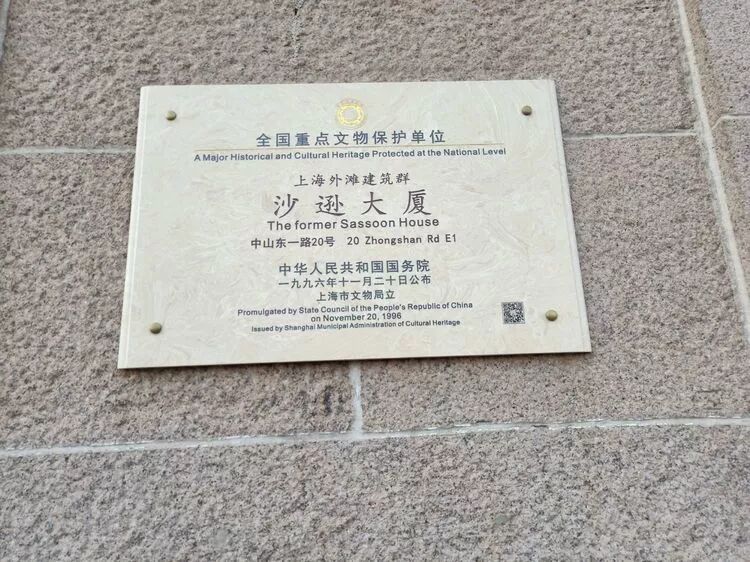 全国重点文物保护单位
A Major Historical and Cultural Heritage Protected at the National Level
上海外滩建筑群
沙逊大厦
The former Sassoon House
中山东一路20号 20 Zhongshan Rd E1
中华人民共和国国务院
一九九六年十一月二十日公布
上海市文物局立
Promulgated by State Council of the People's Republic of China
on November 20, 1996
Issued by Shanghai Municipal Administration of Cultural Heritage